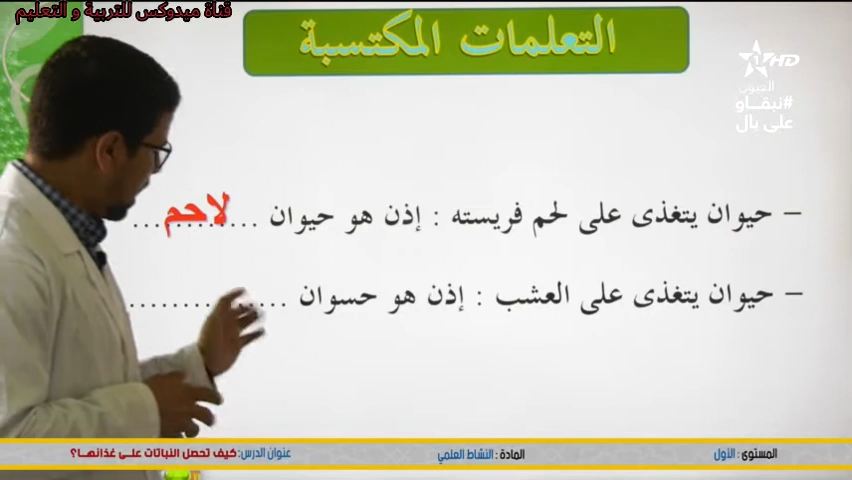 قناة ميدوكس للتربية و التعليم
التعلمات المكتسبة
HD
العيون
#نبقاو
على بال
- حيوان يتغذى على لحم فريسته : إذن هو حيوان ....لاحم....
- حيوان يتغذى على العشب : إذن هو حسوان ...............
المستوى : الأول
المادة : النشاط العلمي
عنوان الدرس: كيف تحصل النباتات على غذائها؟